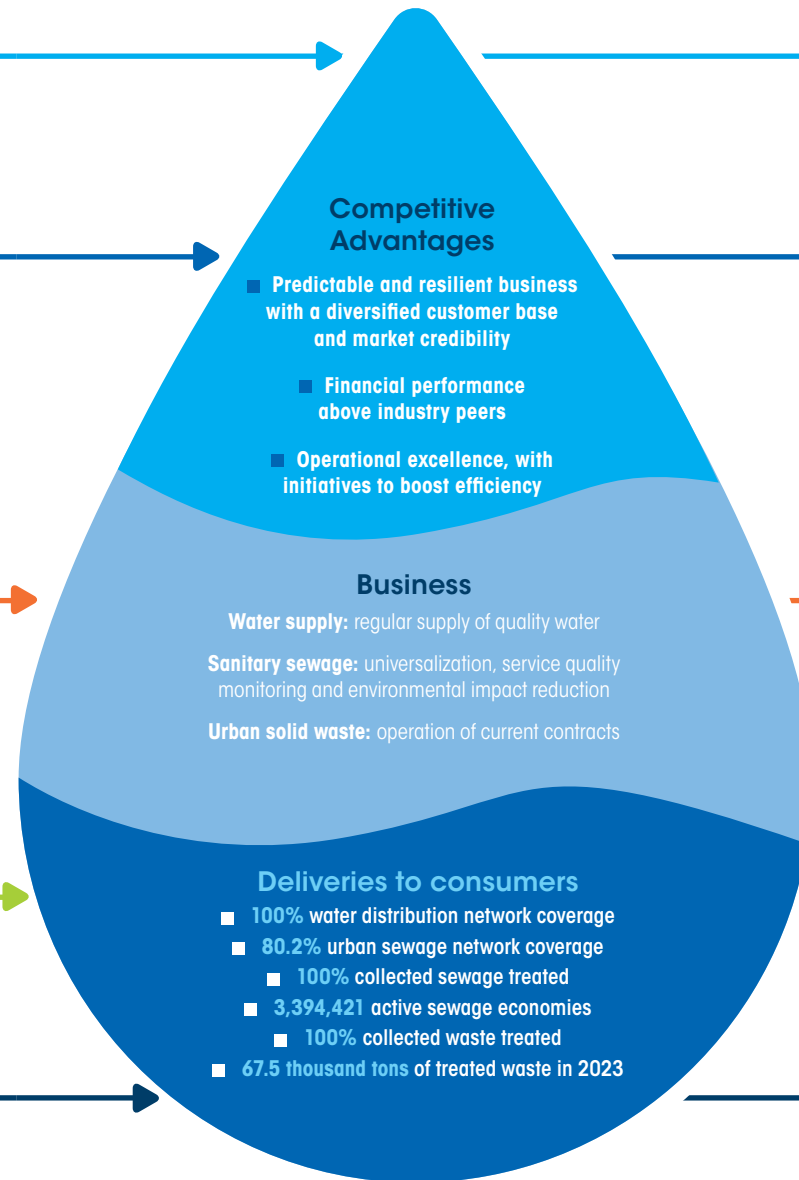 Competitive
Advantages
Predictable and resilient business
with a diversified customer base
and market credibility
Financial performance
above industry peers
Operational excellence, with
initiatives to boost efficiency
Business
Water supply: regular supply of quality water
Sanitary sewage: universalization, service quality
monitoring and environmental impact reduction
Urban solid waste: operation of current contracts
Deliveries to consumers
100% water distribution network coverage
80.2% urban sewage network coverage
100% collected sewage treated
3,394,421 active sewage economies
100% collected waste treated
67.5 thousand tons of treated waste in 2023